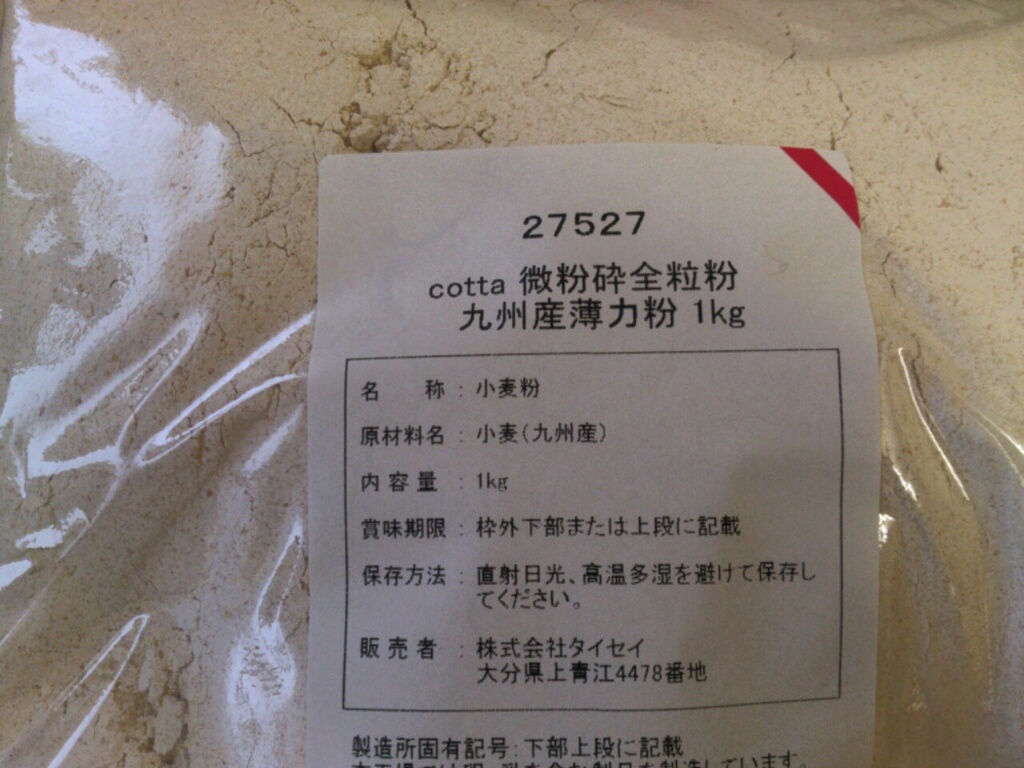 27527
cotta 微粉砕全粒粉
九州産薄力粉 1kg
名 称 : 小麦粉
原材料名 : 小麦(九州産)
内容量 : 1kg
賞味期限 : 枠外下部または上段に記載
保存方法 : 直射日光、高温多湿を避けて保存し
てください。
販売者 : 株式会社タイセイ
大分県上青江4478番地
製造所固有記号:下部上段に記載